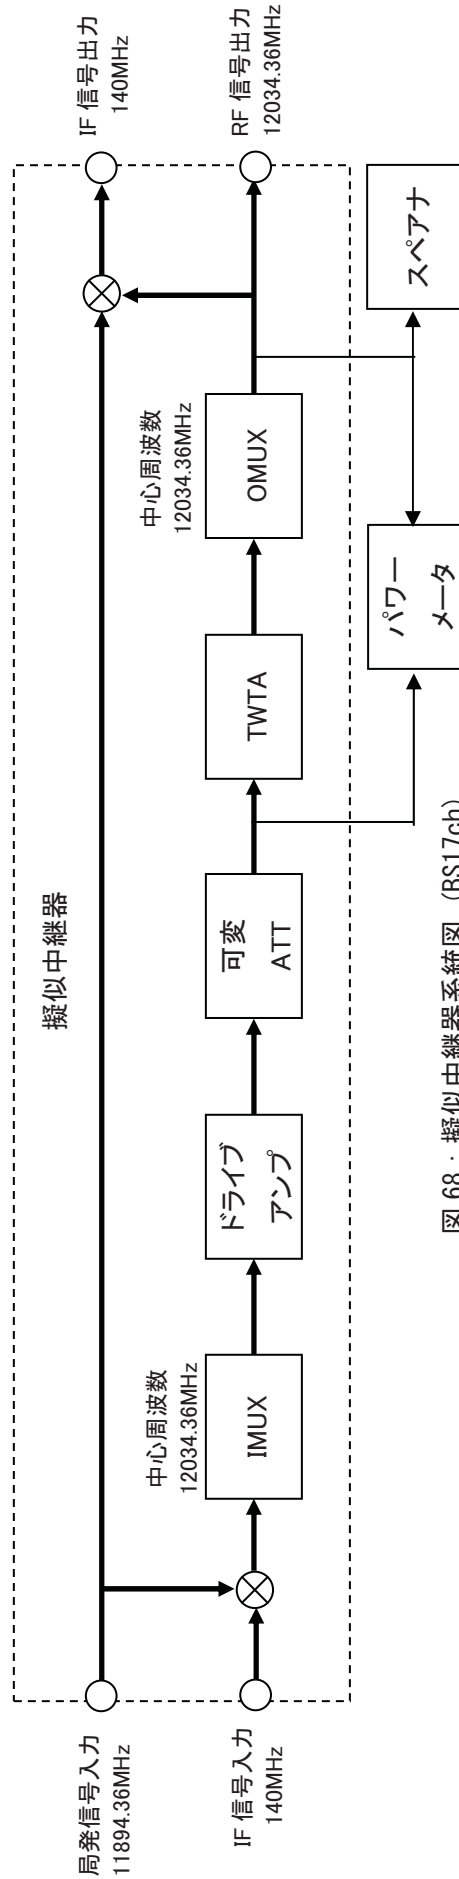 擬似中継器
局発信号入力
11894.36MHz
IF 信号入力
140MHz
中心周波数
12034.36MHz
IMUX
ドライブ
アンプ
可変
ATT
TWTA
中心周波数
12034.36MHz
OMUX
IF 信号出力
140MHz
RF 信号出力
12034.36MHz
パワー
メータ
スペアナ
図 68：擬似中継器系統図（BS17ch）